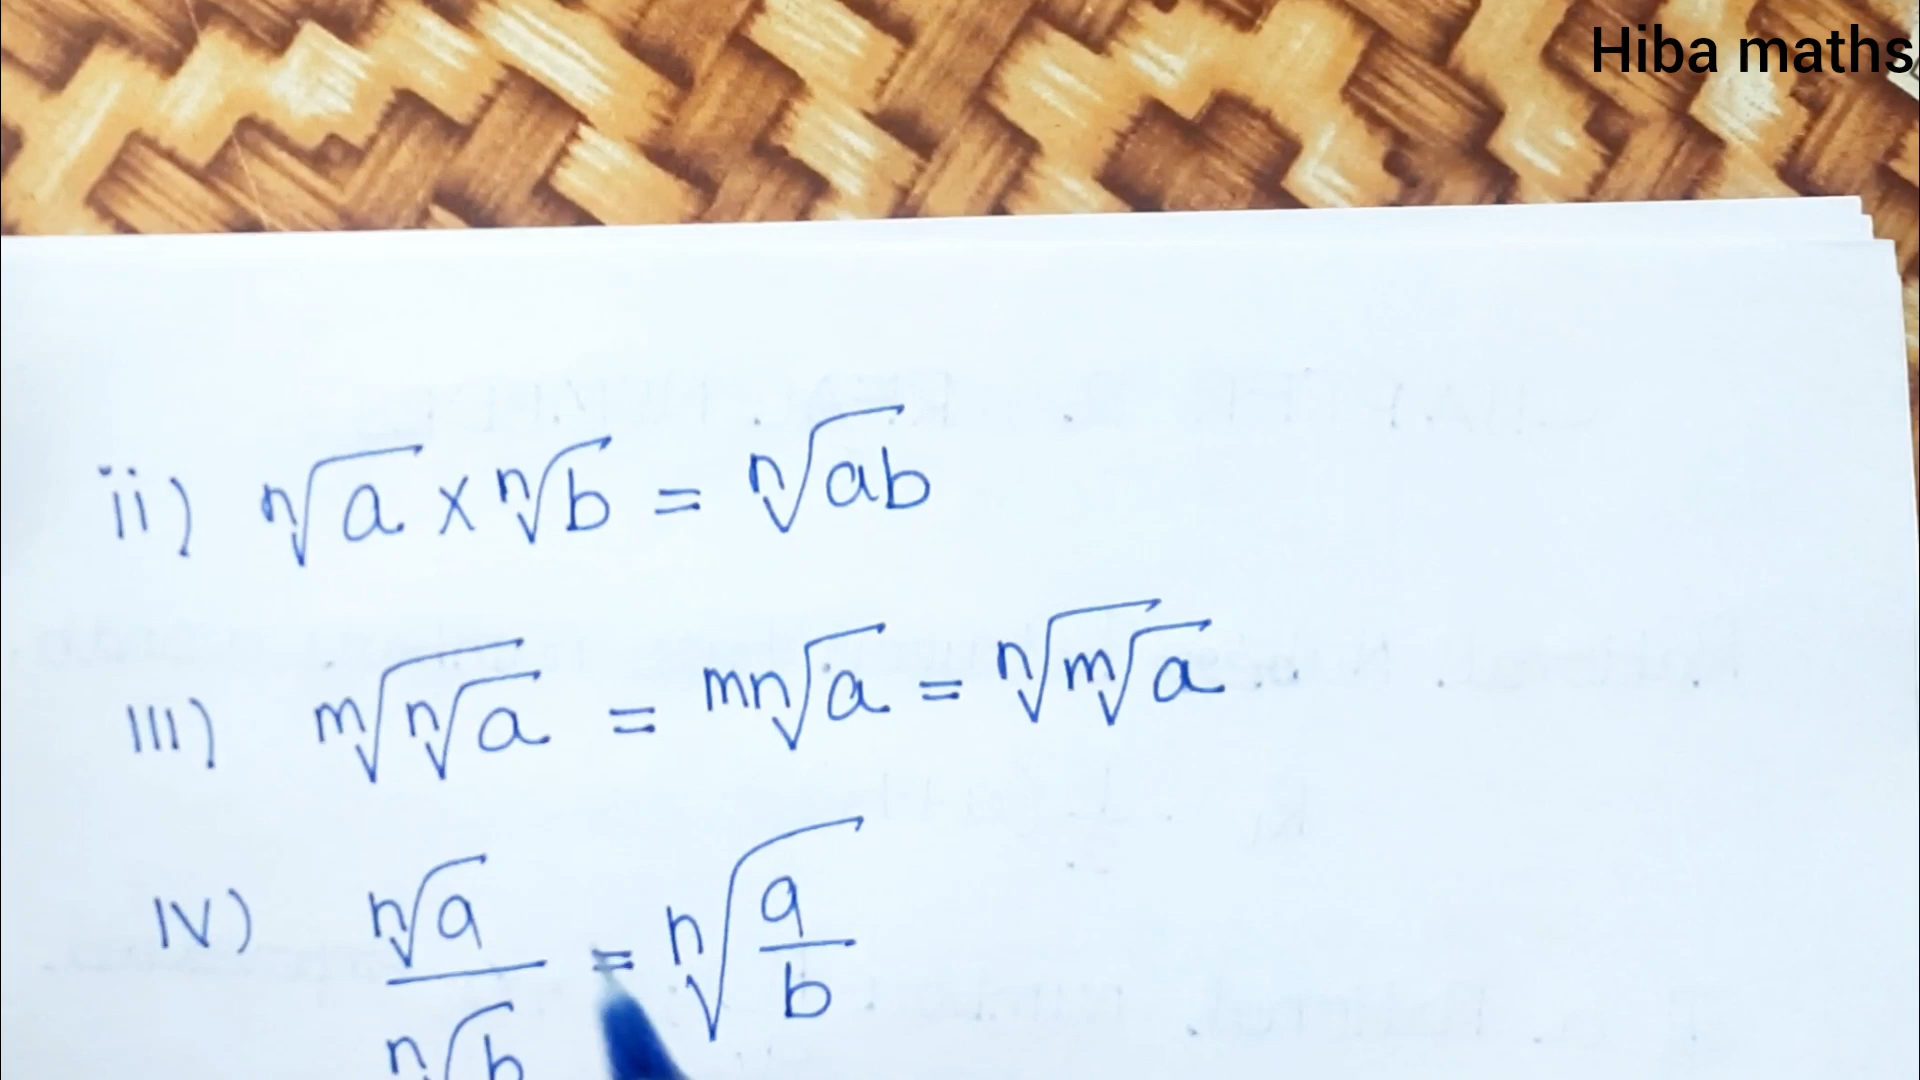 Hiba maths
ii) ⁿ√a × ⁿ√b = ⁿ√ab
III) ᵐ√ⁿ√a = ᵐⁿ√a = ⁿ√ᵐ√a
IV) ⁿ√a / ⁿ√b = ⁿ√(a/b)